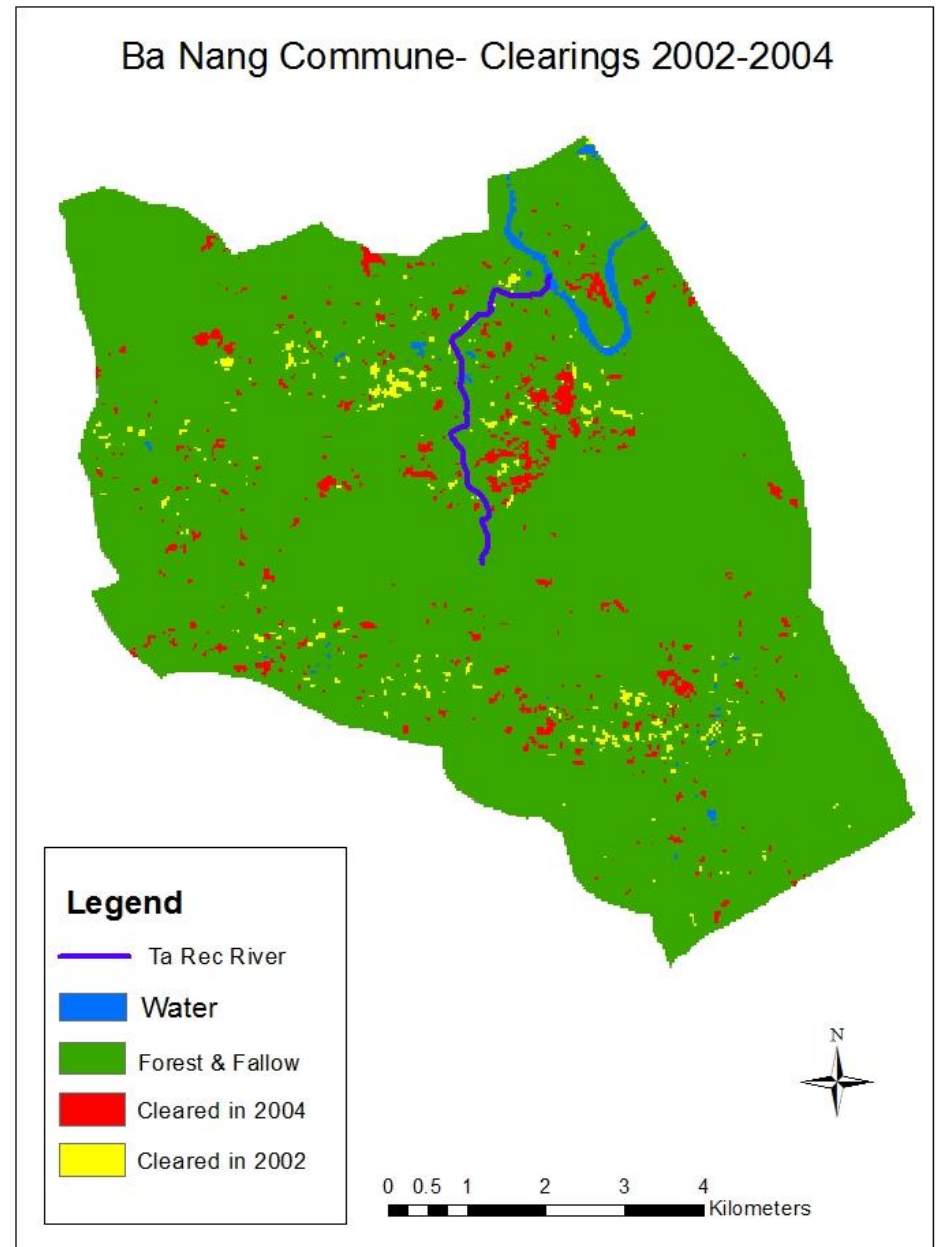 Ba Nang Commune- Clearings 2002-2004
Legend
Ta Rec River
Water
Forest & Fallow
Cleared in 2004
Cleared in 2002
N
0 0.5 1 2 3 4
Kilometers